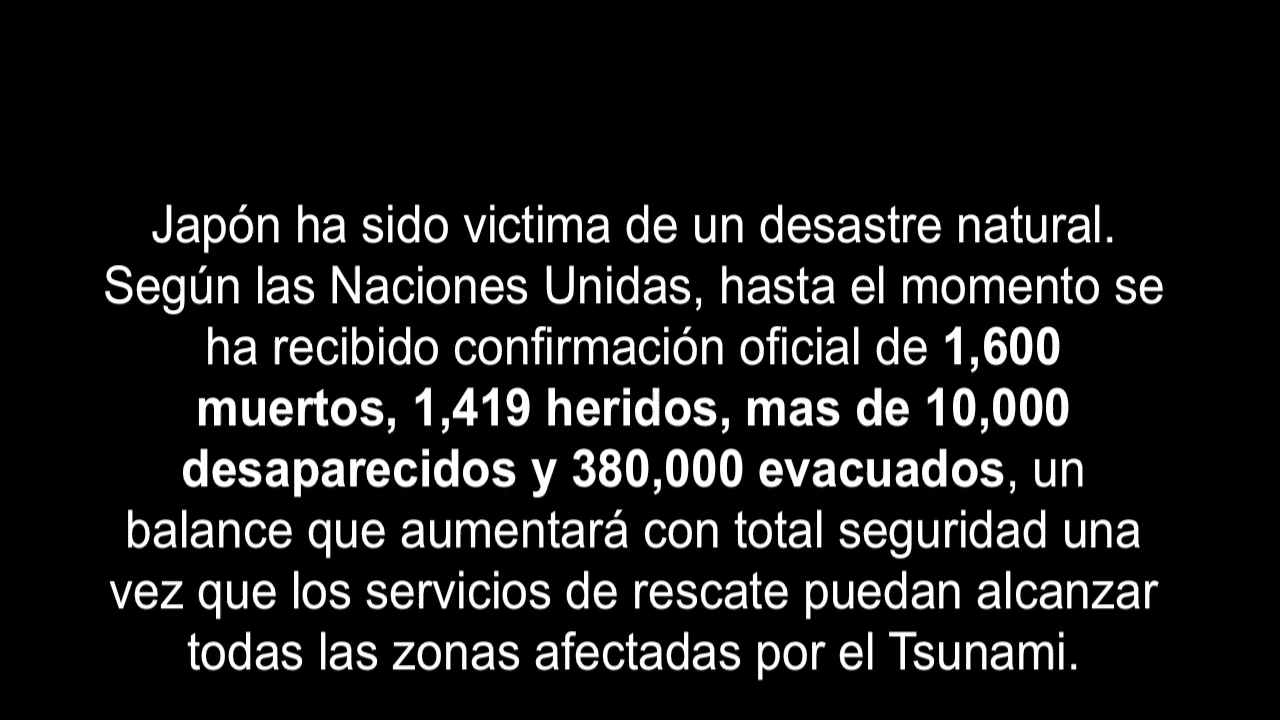 Japón ha sido victima de un desastre natural.
Según las Naciones Unidas, hasta el momento se
ha recibido confirmación oficial de 1,600
muertos, 1,419 heridos, mas de 10,000
desaparecidos y 380,000 evacuados, un
balance que aumentará con total seguridad una
vez que los servicios de rescate puedan alcanzar
todas las zonas afectadas por el Tsunami.